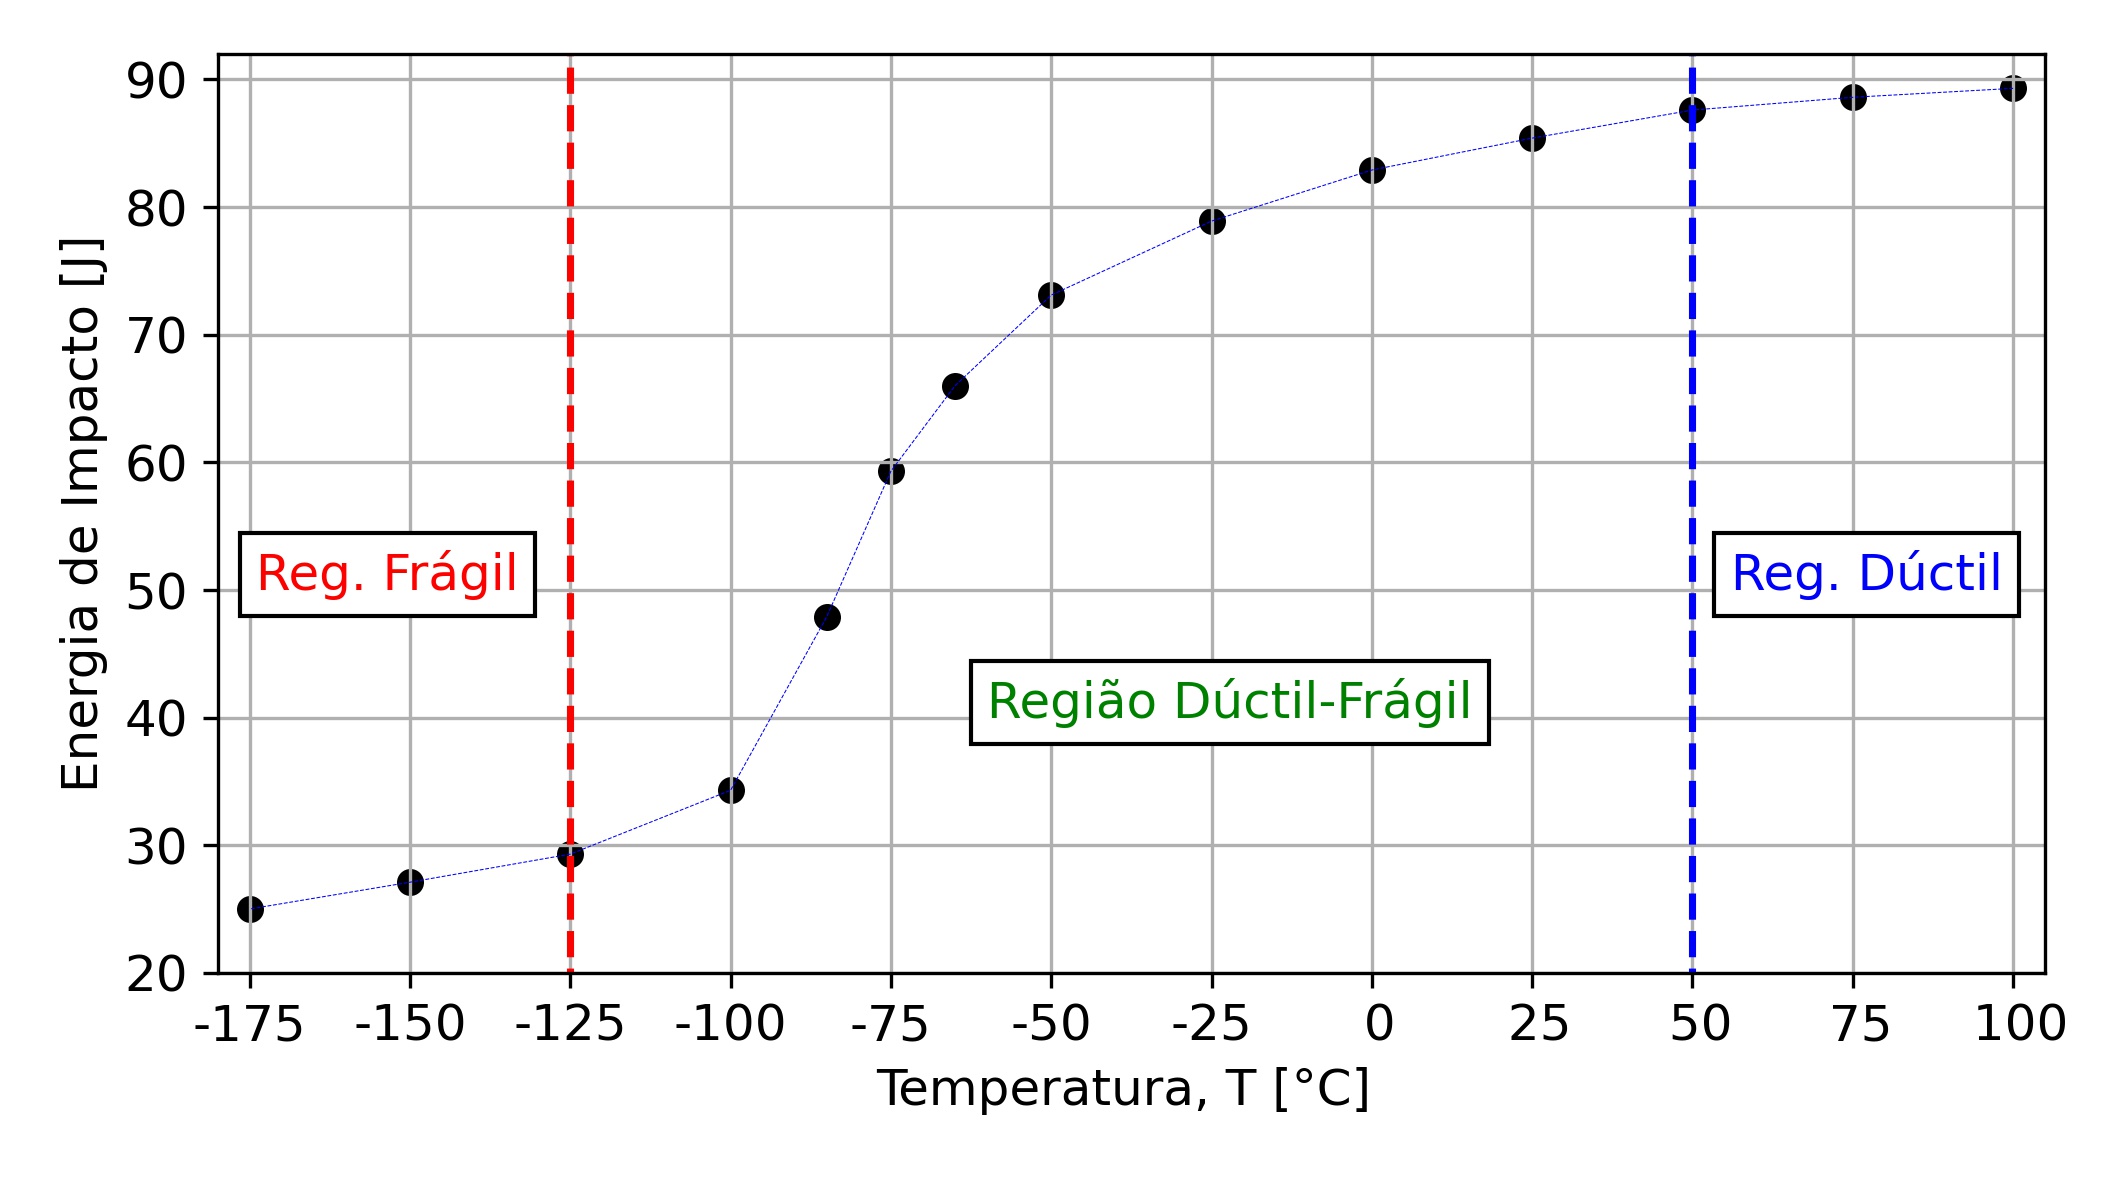 90
80
70
60
50
40
30
20
Energia de Impacto [J]
Reg. Frágil
Reg. Dúctil
Região Dúctil-Frágil
-175 -150 -125 -100 -75 -50 -25 0 25 50 75 100
Temperatura, T [°C]